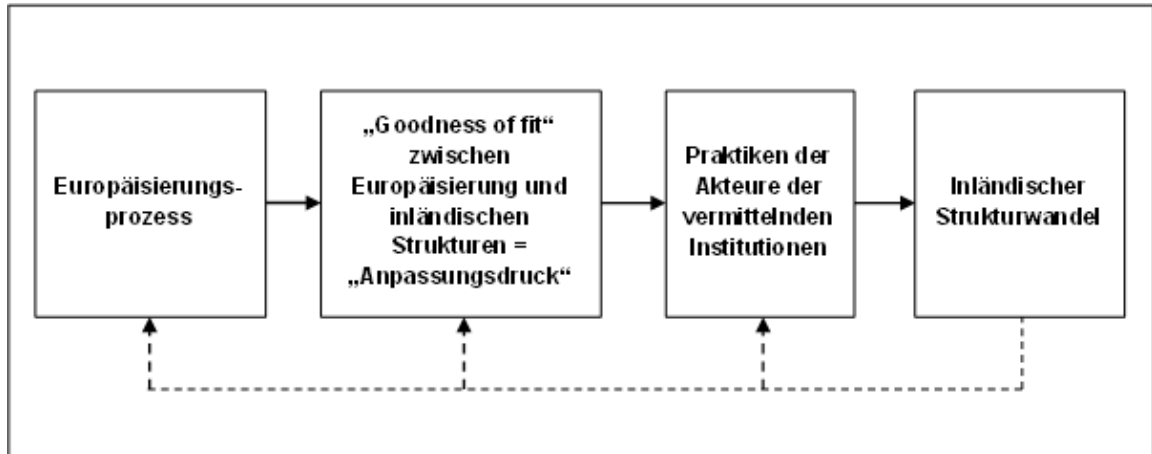 Europäisierungs-
prozess
„Goodness of fit“
zwischen
Europäisierung und
inländischen
Strukturen =
„Anpassungsdruck“
Praktiken der
Akteure der
vermittelnden
Institutionen
Inländischer
Strukturwandel